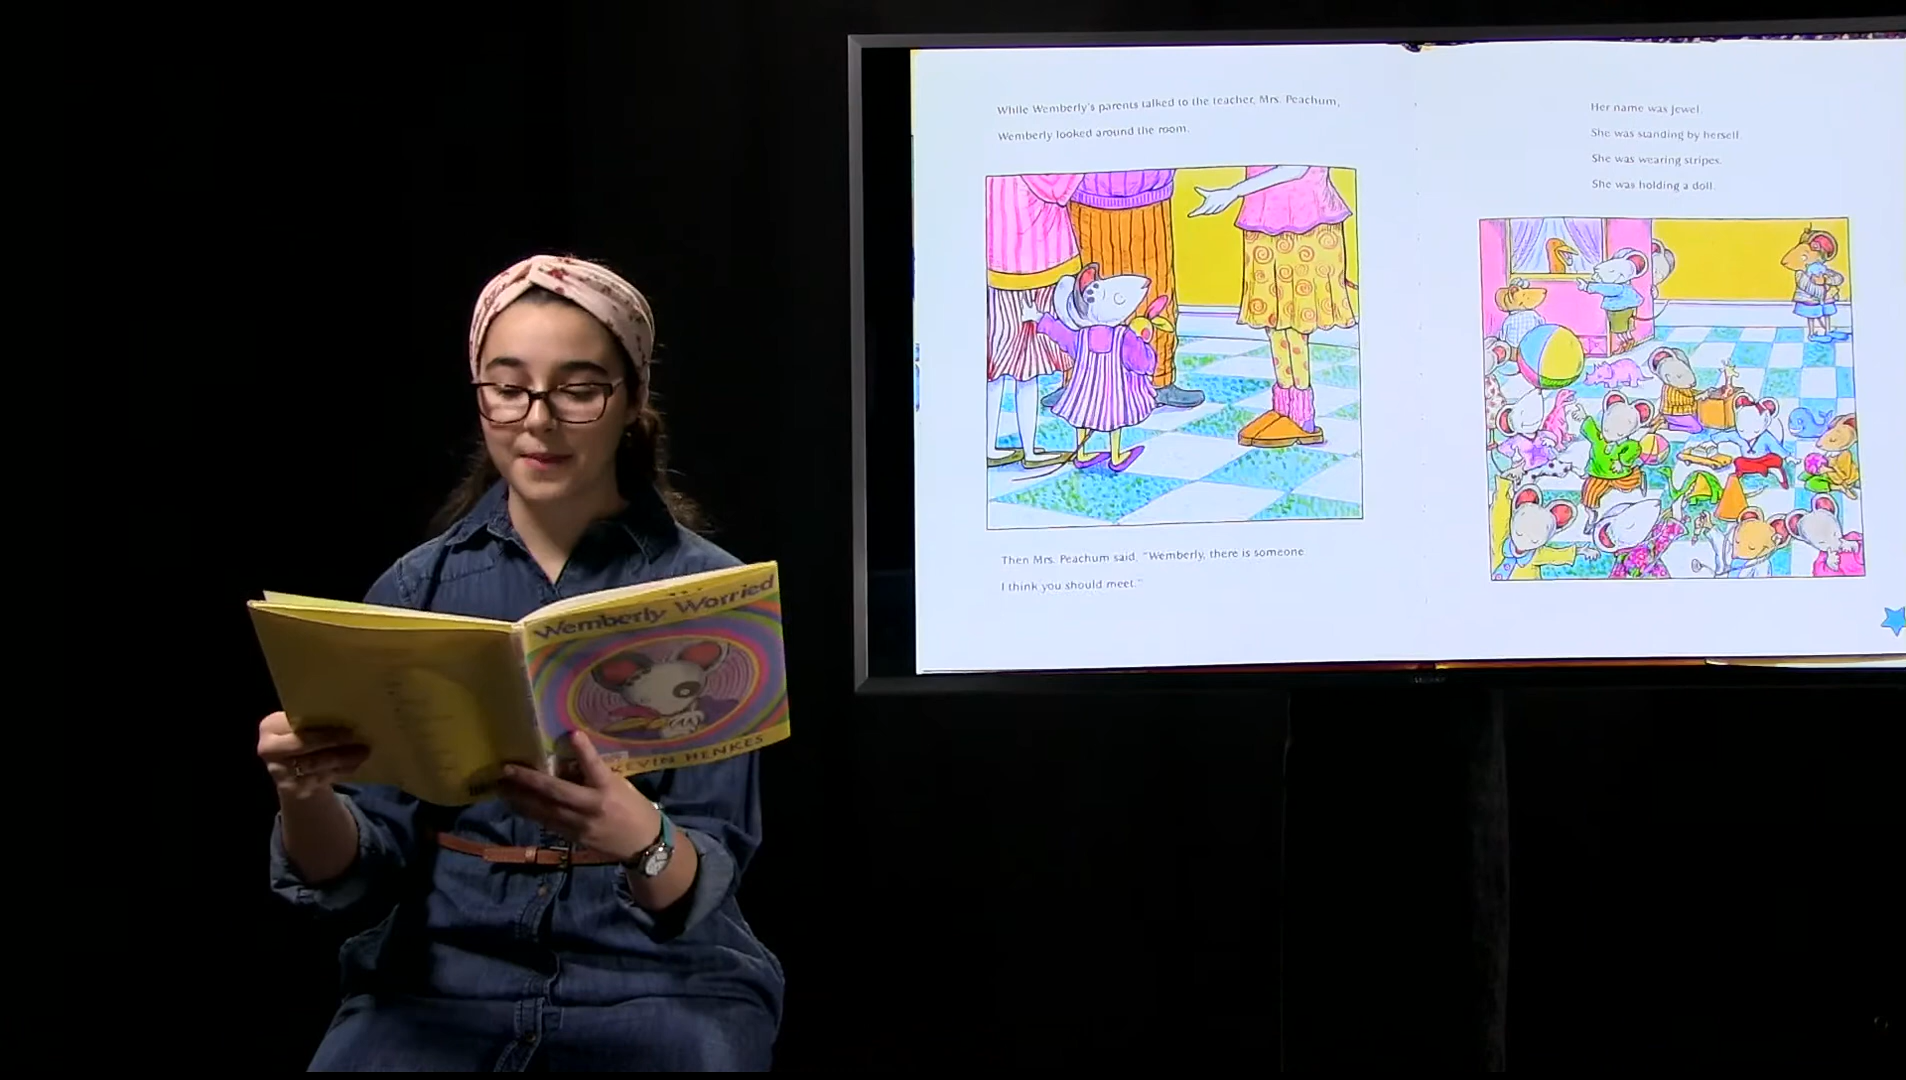 While Wemberly's parents talked to the teacher, Mrs. Peachum,
Wemberly looked around the room.
Then Mrs. Peachum said, "Wemberly, there is someone
I think you should meet."
Her name was Jewel.
She was standing by herself.
She was wearing stripes.
She was holding a doll.
Wemberly Worried
KEVIN HENKES